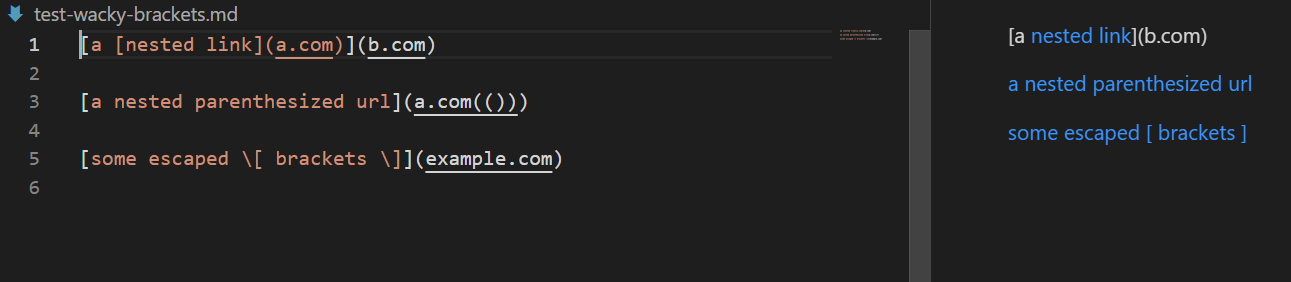 test-wacky-brackets.md
1 [a [nested link](a.com)](b.com)
2
3 [a nested parenthesized url](a.com(()))
4
5 [some escaped \[ brackets \]](example.com)
6
[a nested link](b.com)
a nested parenthesized url
some escaped [ brackets ]